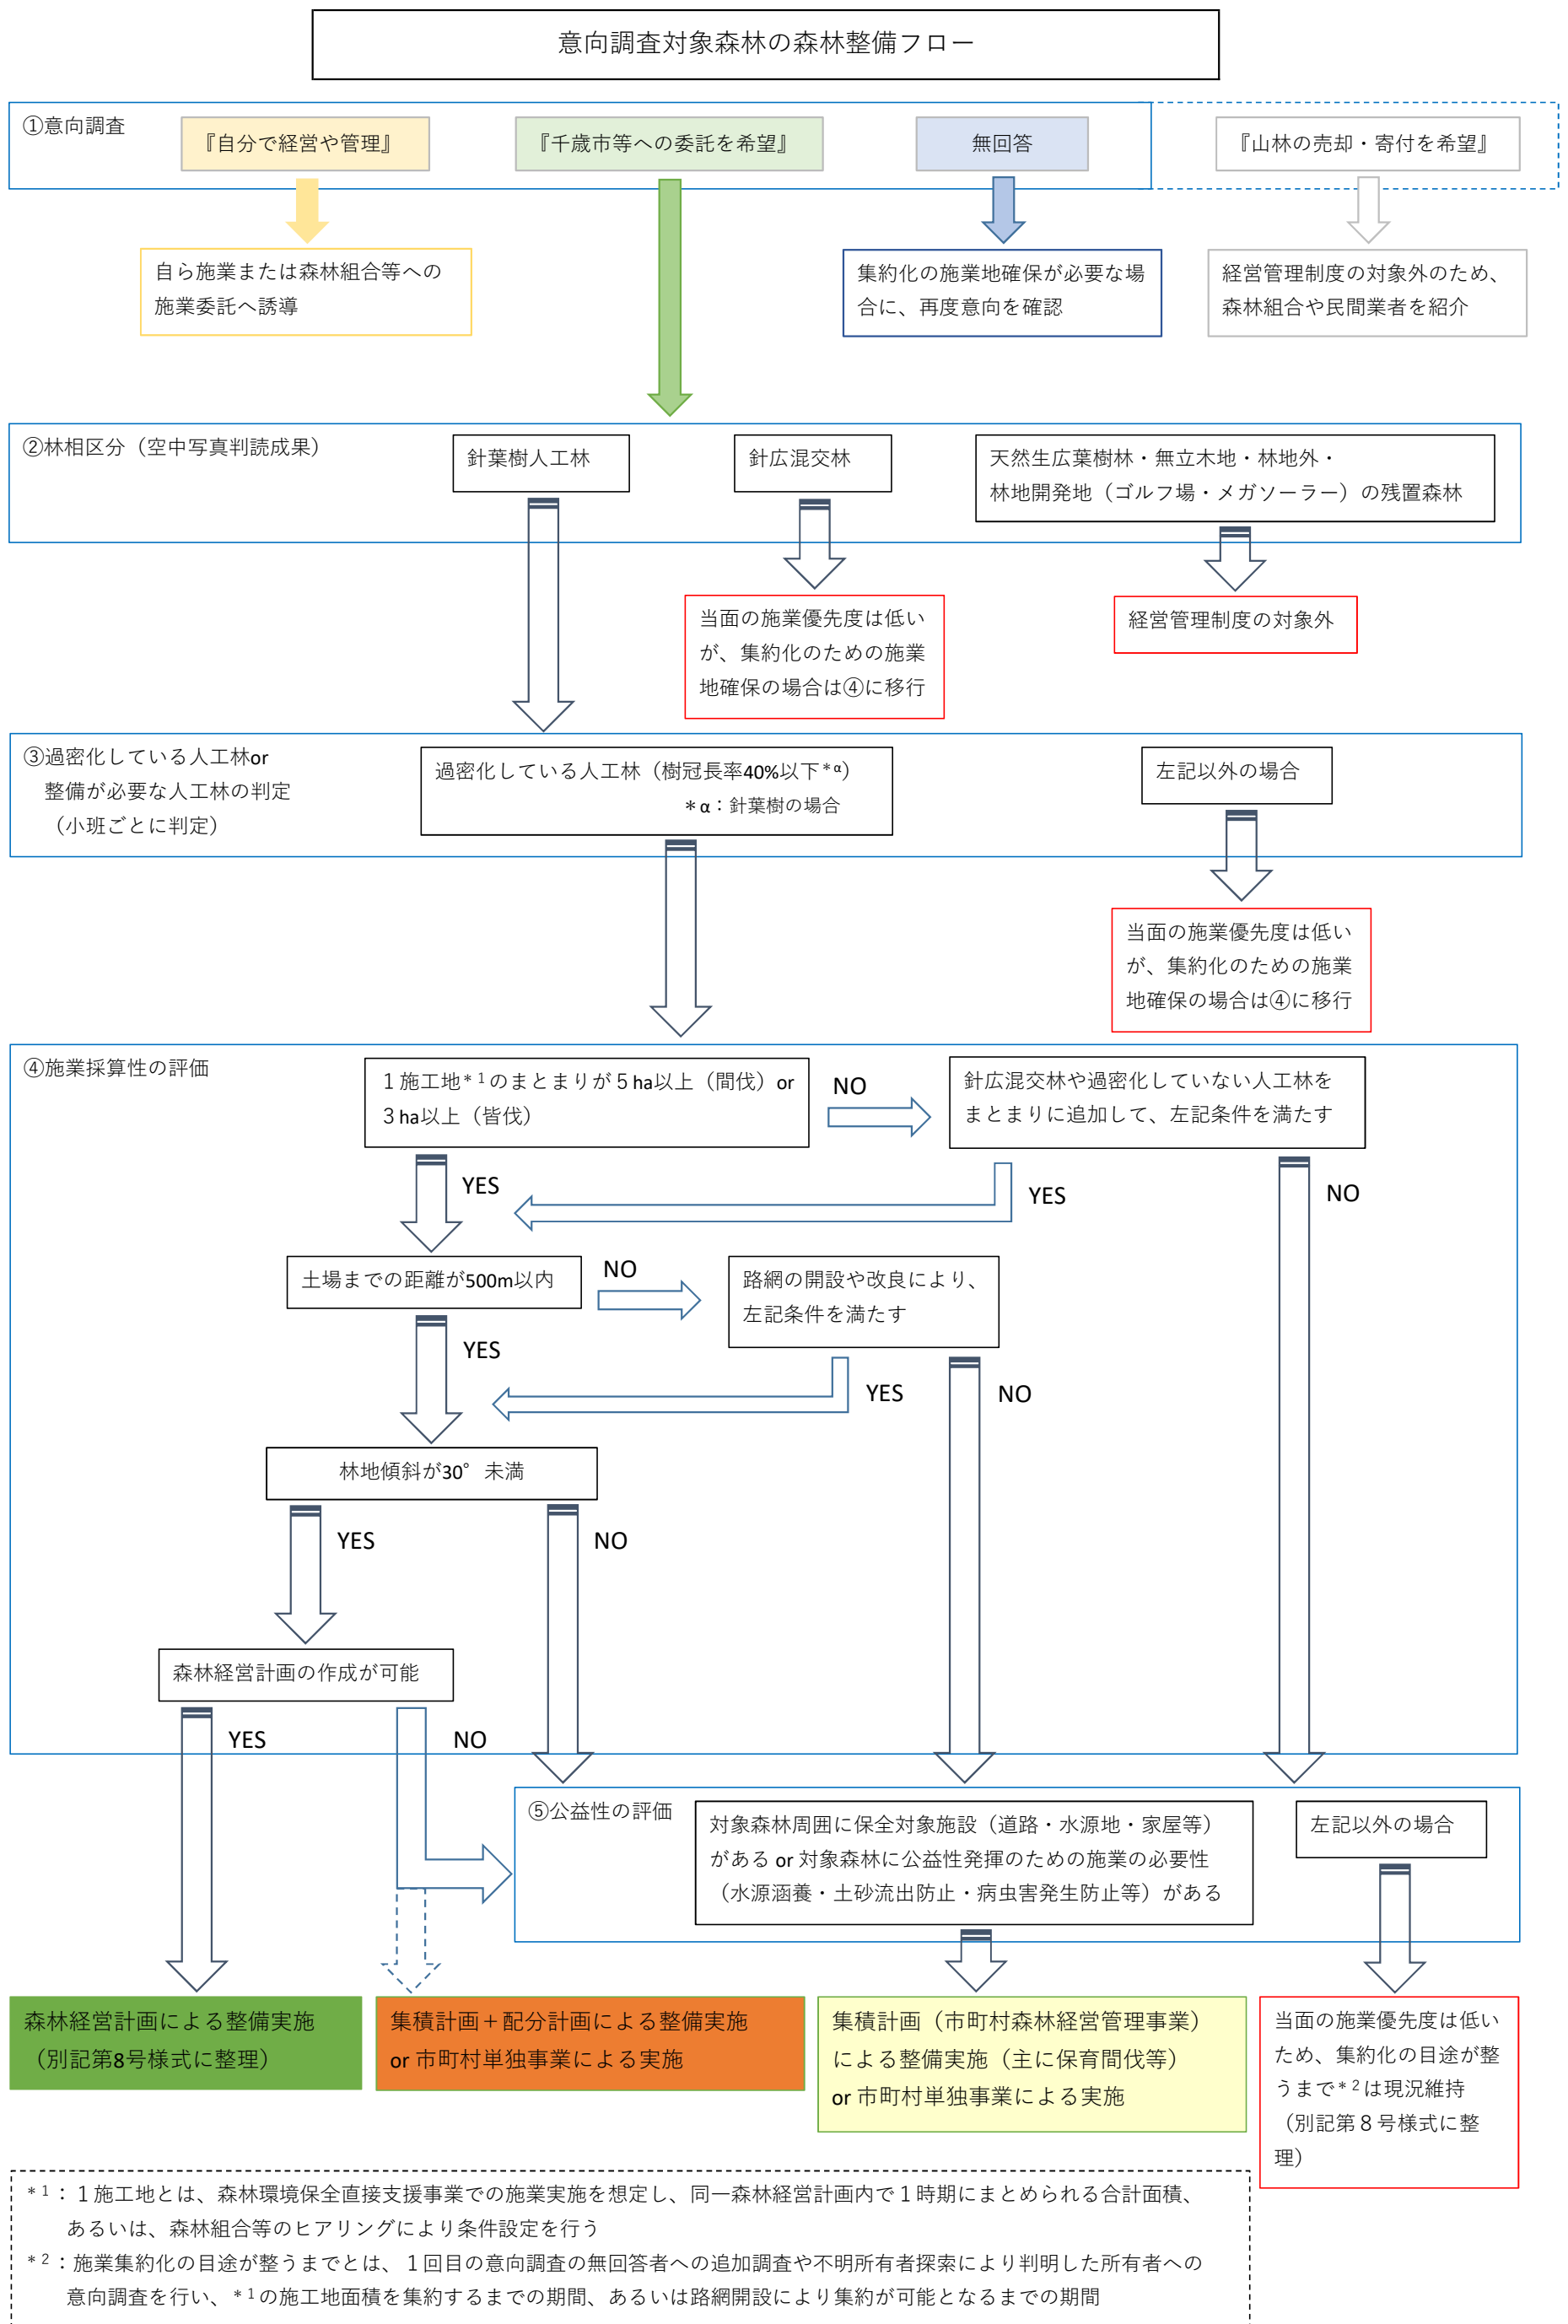 意向調査対象森林の森林整備フロー
①意向調査
『自分で経営や管理』
『千歳市等への委託を希望』
無回答
『山林の売却・寄付を希望』
自ら施業または森林組合等への
施業委託へ誘導
集約化の施業地確保が必要な場
合に、再度意向を確認
経営管理制度の対象外のため、
森林組合や民間業者を紹介
②林相区分（空中写真判読成果）
針葉樹人工林
針広混交林
天然生広葉樹林・無立木地・林地外・
林地開発地（ゴルフ場・メガソーラー）の残置森林
当面の施業優先度は低い
が、集約化のための施業
地確保の場合は④に移行
経営管理制度の対象外
③過密化している人工林or
整備が必要な人工林の判定
（小班ごとに判定）
過密化している人工林（樹冠長率40%以下*α）
＊α：針葉樹の場合
左記以外の場合
当面の施業優先度は低い
が、集約化のための施業
地確保の場合は④に移行
④施業採算性の評価
１施工地*1のまとまりが５ha以上（間伐）or
３ha以上（皆伐）
NO
針広混交林や過密化していない人工林を
まとまりに追加して、左記条件を満たす
YES
YES
NO
土場までの距離が500m以内
NO
路網の開設や改良により、
左記条件を満たす
YES
YES
NO
林地傾斜が30°未満
YES
NO
森林経営計画の作成が可能
YES
NO
⑤公益性の評価
対象森林周囲に保全対象施設（道路・水源地・家屋等）
がある or 対象森林に公益性発揮のための施業の必要性
（水源涵養・土砂流出防止・病虫害発生防止等）がある
左記以外の場合
森林経営計画による整備実施
（別記第8号様式に整理）
集積計画＋配分計画による整備実施
or 市町村単独事業による実施
集積計画（市町村森林経営管理事業）
による整備実施（主に保育間伐等）
or 市町村単独事業による実施
当面の施業優先度は低い
ため、集約化の目途が整
うまで*2は現況維持
（別記第８号様式に整
理）
*1：１施工地とは、森林環境保全直接支援事業での施業実施を想定し、同一森林経営計画内で１時期にまとめられる合計面積、
あるいは、森林組合等のヒアリングにより条件設定を行う
*2：施業集約化の目途が整うまでとは、１回目の意向調査の無回答者への追加調査や不明所有者探索により判明した所有者への
意向調査を行い、*1の施工地面積を集約するまでの期間、あるいは路網開設により集約が可能となるまでの期間